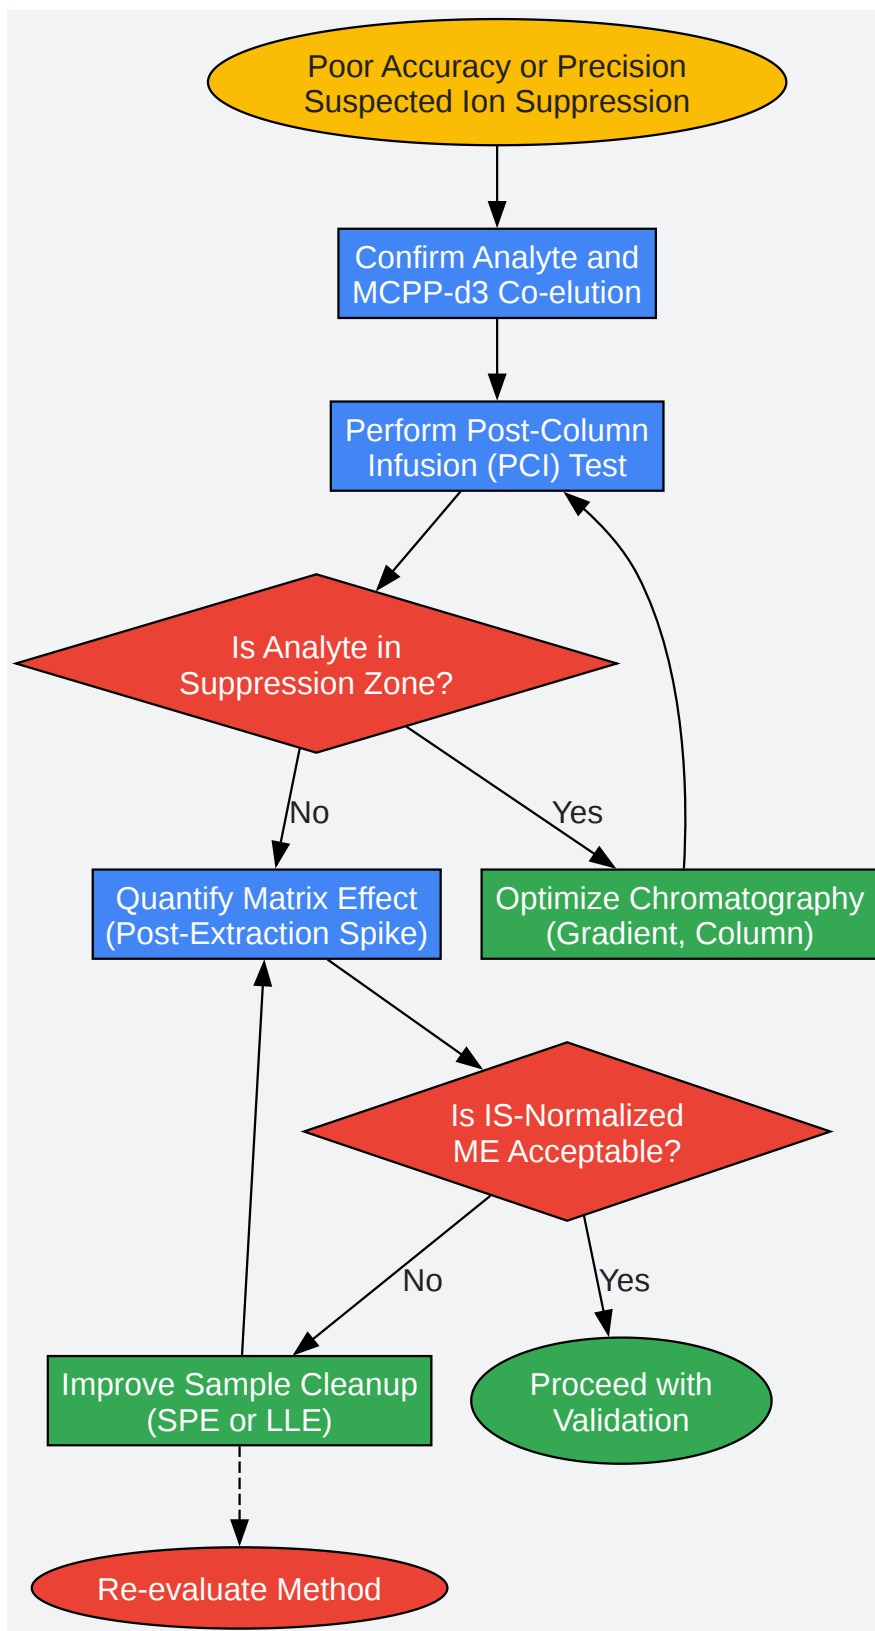 Poor Accuracy or Precision
Suspected Ion Suppression
Confirm Analyte and
MCPP-d3 Co-elution
Perform Post-Column
Infusion (PCI) Test
Is Analyte in
Suppression Zone?
No
Yes
Quantify Matrix Effect
(Post-Extraction Spike)
Optimize Chromatography
(Gradient, Column)
Is IS-Normalized
ME Acceptable?
No
Yes
Improve Sample Cleanup
(SPE or LLE)
Proceed with
Validation
Re-evaluate Method